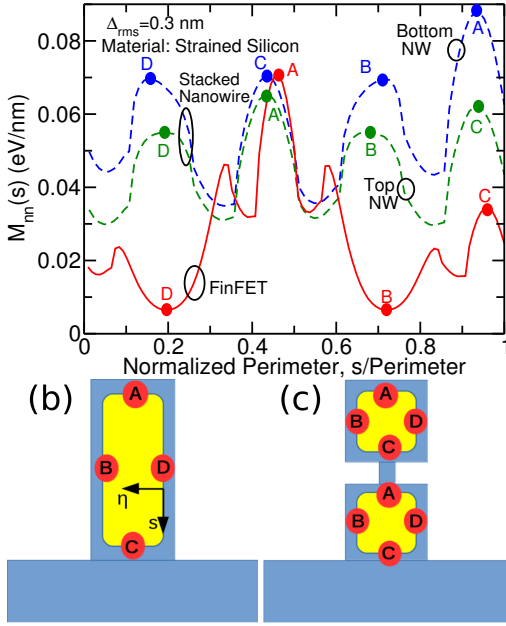 Δrms=0.3 nm
Material: Strained Silicon
Bottom
NW
Stacked
Nanowire
Top
NW
FinFET
D
C
A
B
A
D
A
B
C
D
B
C
Mnn(s) (eV/nm)
0.08
0.06
0.04
0.02
0
0 0.2 0.4 0.6 0.8 1
Normalized Perimeter, s/Perimeter
(b)
A
B
D
η
s
C
(c)
A
B
D
C
A
B
D
C